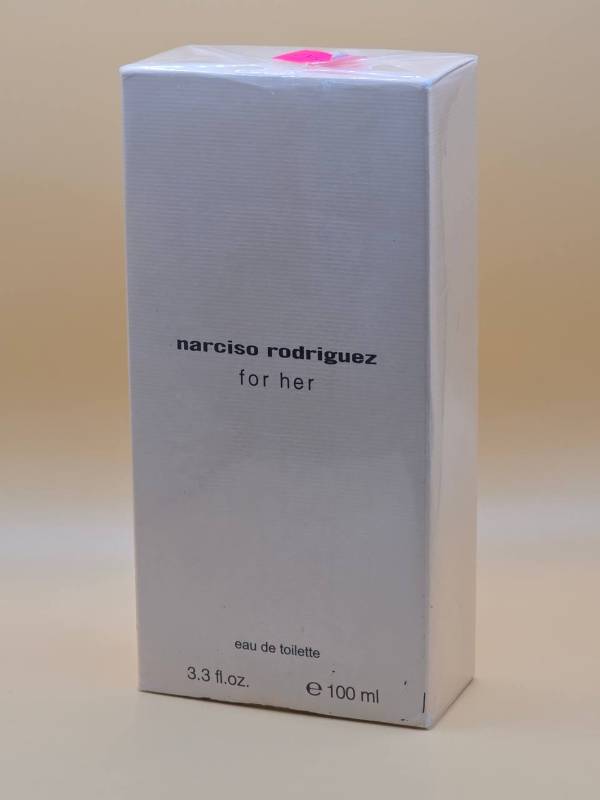 narciso rodriguez
for her
eau de toilette
3.3 fl.oz. ℮ 100 ml